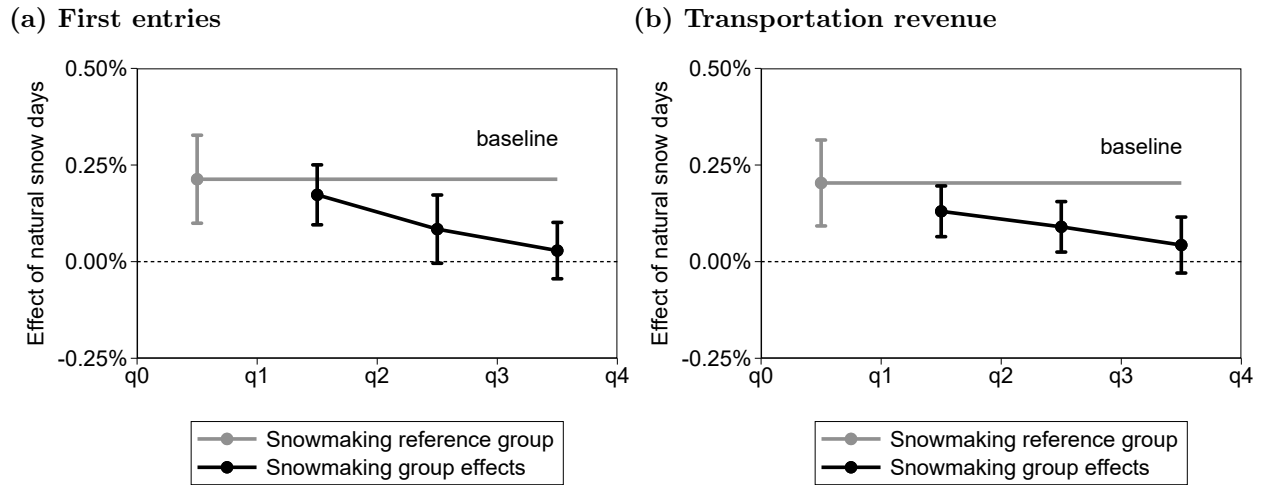 (a) First entries
Effect of natural snow days
0.50%
0.25%
0.00%
-0.25%
baseline
q0 q1 q2 q3 q4
Snowmaking reference group
Snowmaking group effects
(b) Transportation revenue
Effect of natural snow days
0.50%
0.25%
0.00%
-0.25%
baseline
q0 q1 q2 q3 q4
Snowmaking reference group
Snowmaking group effects